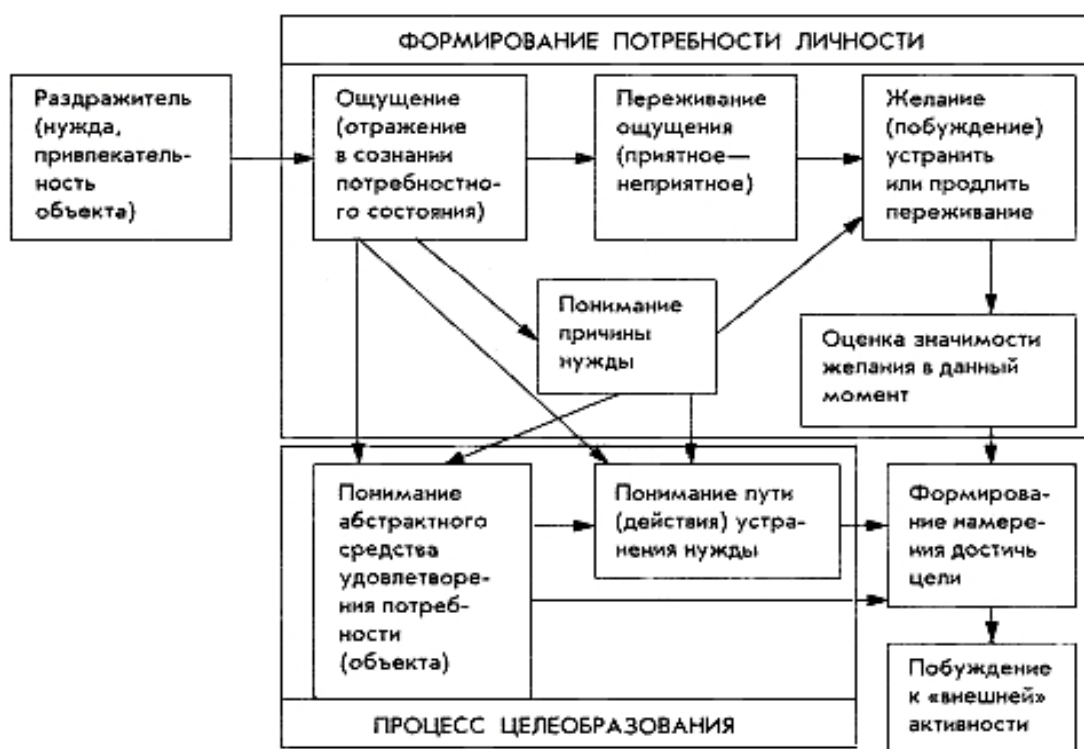 ФОРМИРОВАНИЕ ПОТРЕБНОСТИ ЛИЧНОСТИ
Раздражитель
(нужда,
привлекатель-
ность
объекта)
Ощущение
(отражение
в сознании
потребностно-
го состояния)
Переживание
ощущения
(приятное—
неприятное)
Желание
(побуждение)
устранить
или продлить
переживание
Понимание
причины
нужды
Оценка значимости
желания в данный
момент
Понимание
абстрактного
средства
удовлетворе-
ния потреб-
ности
(объекта)
Понимание пути
(действия) устра-
нения нужды
Формирова-
ние намере-
ния достичь
цели
Побуждение
к «внешней»
активности
ПРОЦЕСС ЦЕЛЕОБРАЗОВАНИЯ